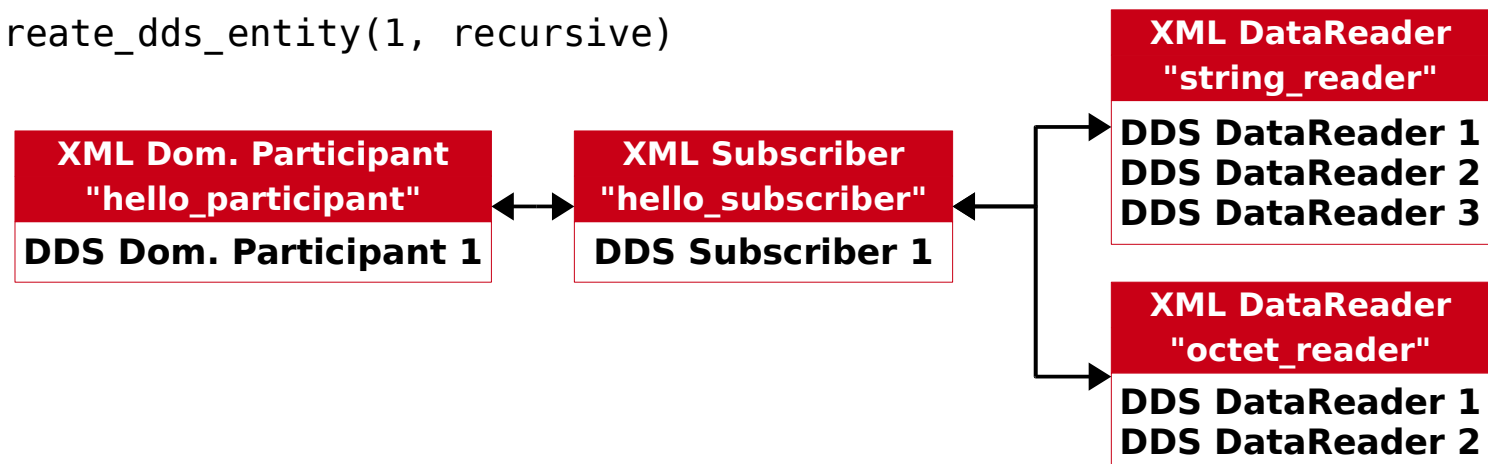 reate_dds_entity(1, recursive)
XML Dom. Participant
"hello_participant"
DDS Dom. Participant 1
XML Subscriber
"hello_subscriber"
DDS Subscriber 1
XML DataReader
"string_reader"
DDS DataReader 1
DDS DataReader 2
DDS DataReader 3
XML DataReader
"octet_reader"
DDS DataReader 1
DDS DataReader 2